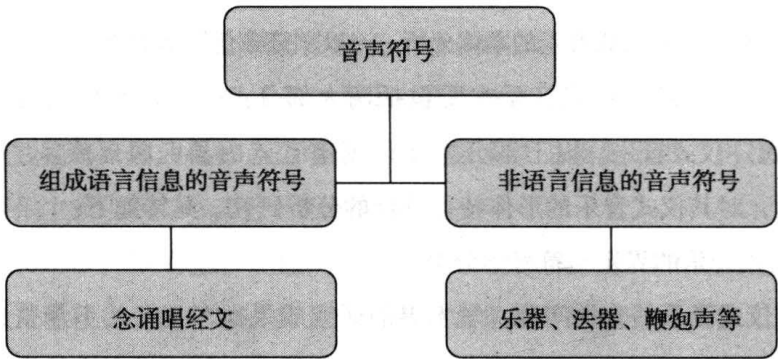 音声符号
组成语言信息的音声符号
非语言信息的音声符号
念诵唱经文
乐器、法器、鞭炮声等